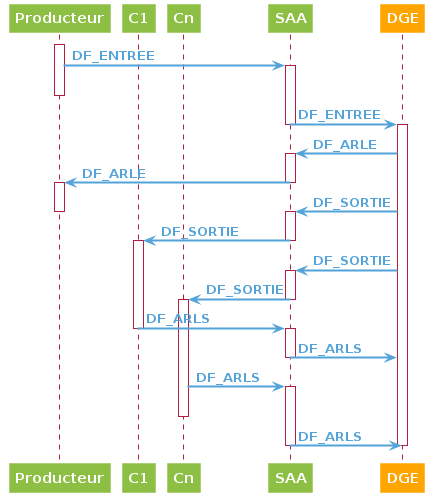 Producteur C1 Cn SAA DGE
DF_ENTREE
DF_ENTREE
DF_ARLE
DF_ARLE
DF_SORTIE
DF_SORTIE
DF_SORTIE
DF_SORTIE
DF_ARLS
DF_ARLS
DF_ARLS
DF_ARLS
Producteur C1 Cn SAA DGE